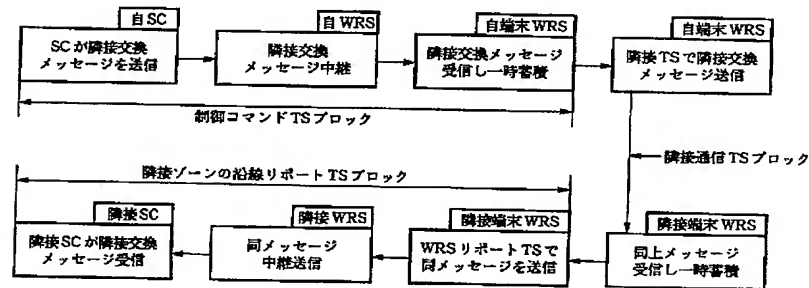 自SC
SCが隣接交換
メッセージを送信
自WRS
隣接交換
メッセージ中継
自端末WRS
隣接交換メッセージ
受信し一時蓄積
自端末WRS
隣接TSで隣接交換
メッセージ送信
制御コマンドTSブロック
隣接通信TSブロック
隣接ゾーンの沿線リポートTSブロック
隣接SC
隣接SCが隣接交換
メッセージ受信
隣接WRS
同メッセージ
中継送信
隣接端末WRS
WRSリポートTSで
同メッセージを送信
隣接端末WRS
同上メッセージ
受信し一時蓄積